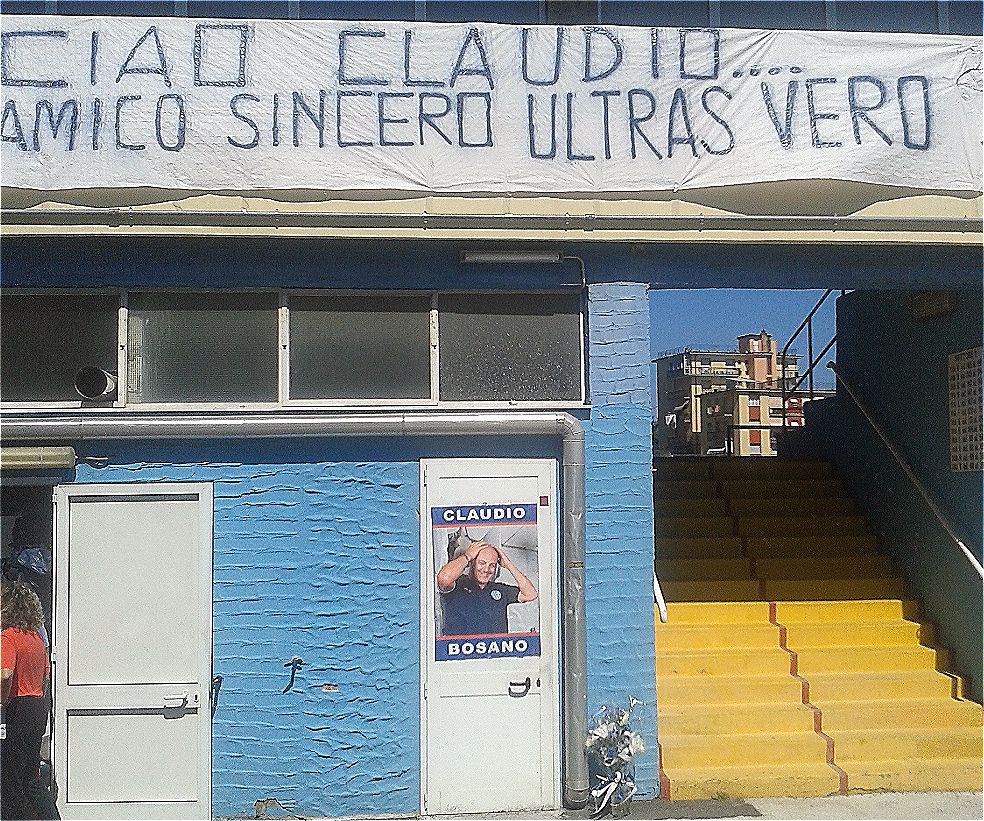 CIAO CLAUDIO....
AMICO SINCERO ULTRAS VERO
CLAUDIO
BOSANO